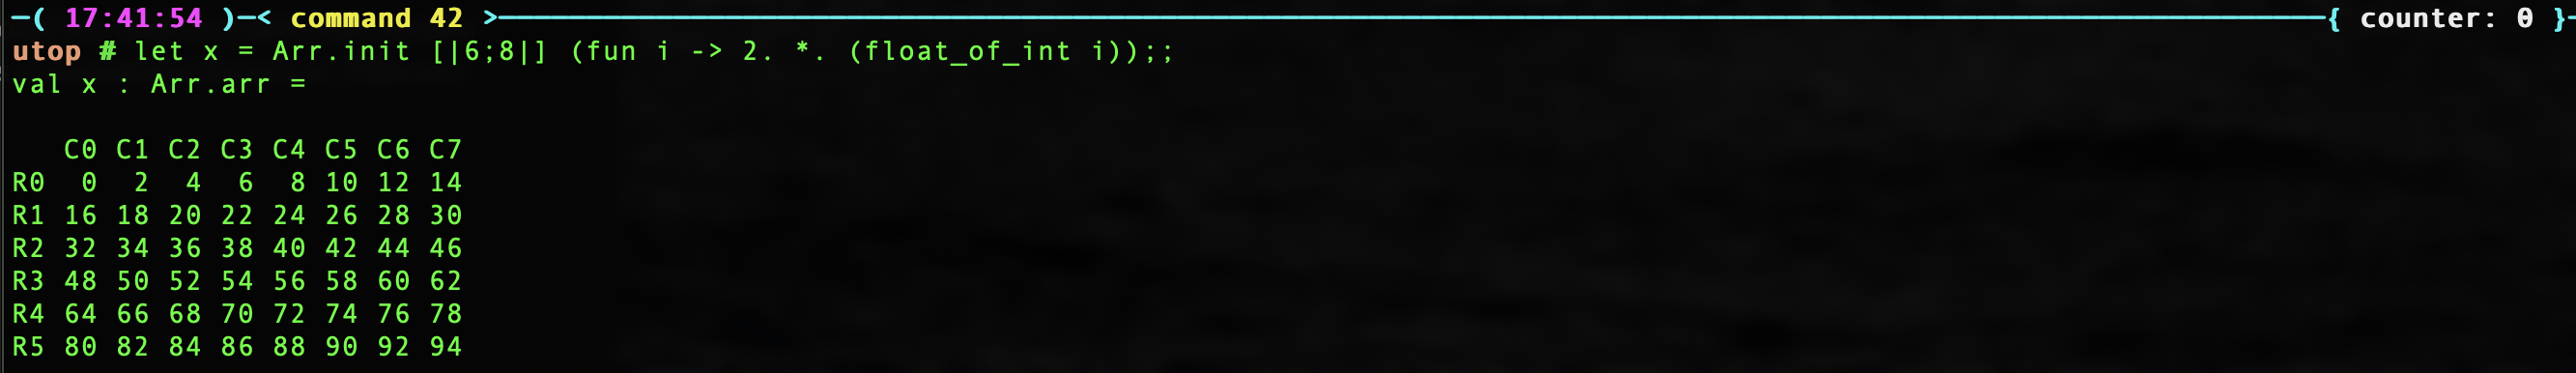 ─( 17:41:54 )─< command 42 >─{ counter: 0 }─
utop # let x = Arr.init [|6;8|] (fun i -> 2. *. (float_of_int i));;
val x : Arr.arr =
   C0 C1 C2 C3 C4 C5 C6 C7
R0  0  2  4  6  8 10 12 14
R1 16 18 20 22 24 26 28 30
R2 32 34 36 38 40 42 44 46
R3 48 50 52 54 56 58 60 62
R4 64 66 68 70 72 74 76 78
R5 80 82 84 86 88 90 92 94